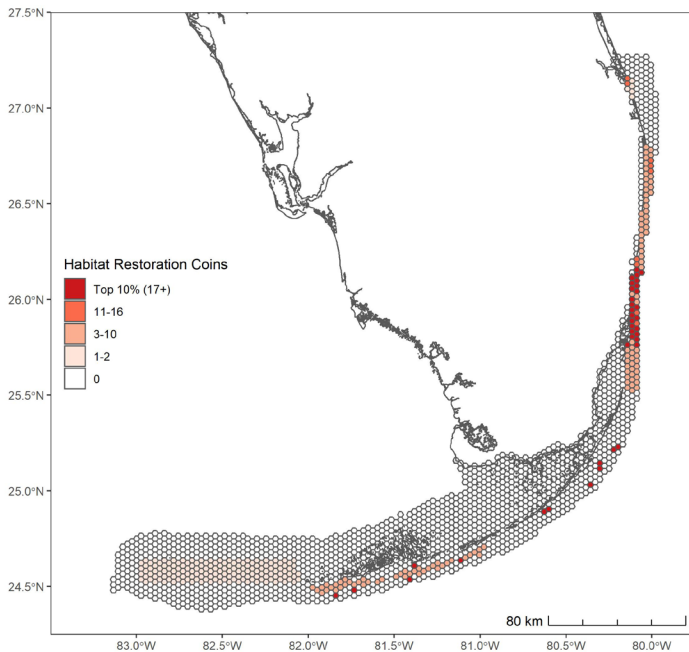 27.5°N
27.0°N
26.5°N
26.0°N
25.5°N
25.0°N
24.5°N
Habitat Restoration Coins
Top 10% (17+)
11-16
3-10
1-2
0
80 km
83.0°W 82.5°W 82.0°W 81.5°W 81.0°W 80.5°W 80.0°W